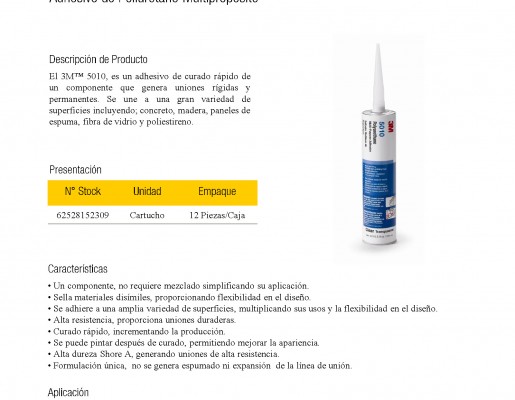 Adhesivo de Poliuretano Multipropósito
Descripción de Producto
El 3M™ 5010, es un adhesivo de curado rápido de
un componente que genera uniones rígidas y
permanentes. Se une a una gran variedad de
superficies incluyendo; concreto, madera, paneles de
espuma, fibra de vidrio y poliestireno.
Presentación
N° Stock Unidad Empaque
62528152309 Cartucho 12 Piezas/Caja
3M
5010
Polyurethane
Clear Transparente
Características
• Un componente, no requiere mezclado simplificando su aplicación.
• Sella materiales disímiles, proporcionando flexibilidad en el diseño.
• Se adhiere a una amplia variedad de superficies, multiplicando sus usos y la flexibilidad en el diseño.
• Alta resistencia, proporciona uniones duraderas.
• Curado rápido, incrementando la producción.
• Se puede pintar después de curado, permitiendo mejorar la apariencia.
• Alta dureza Shore A, generando uniones de alta resistencia.
• Formulación única, no se genera espumado ni expansión de la línea de unión.
Aplicación